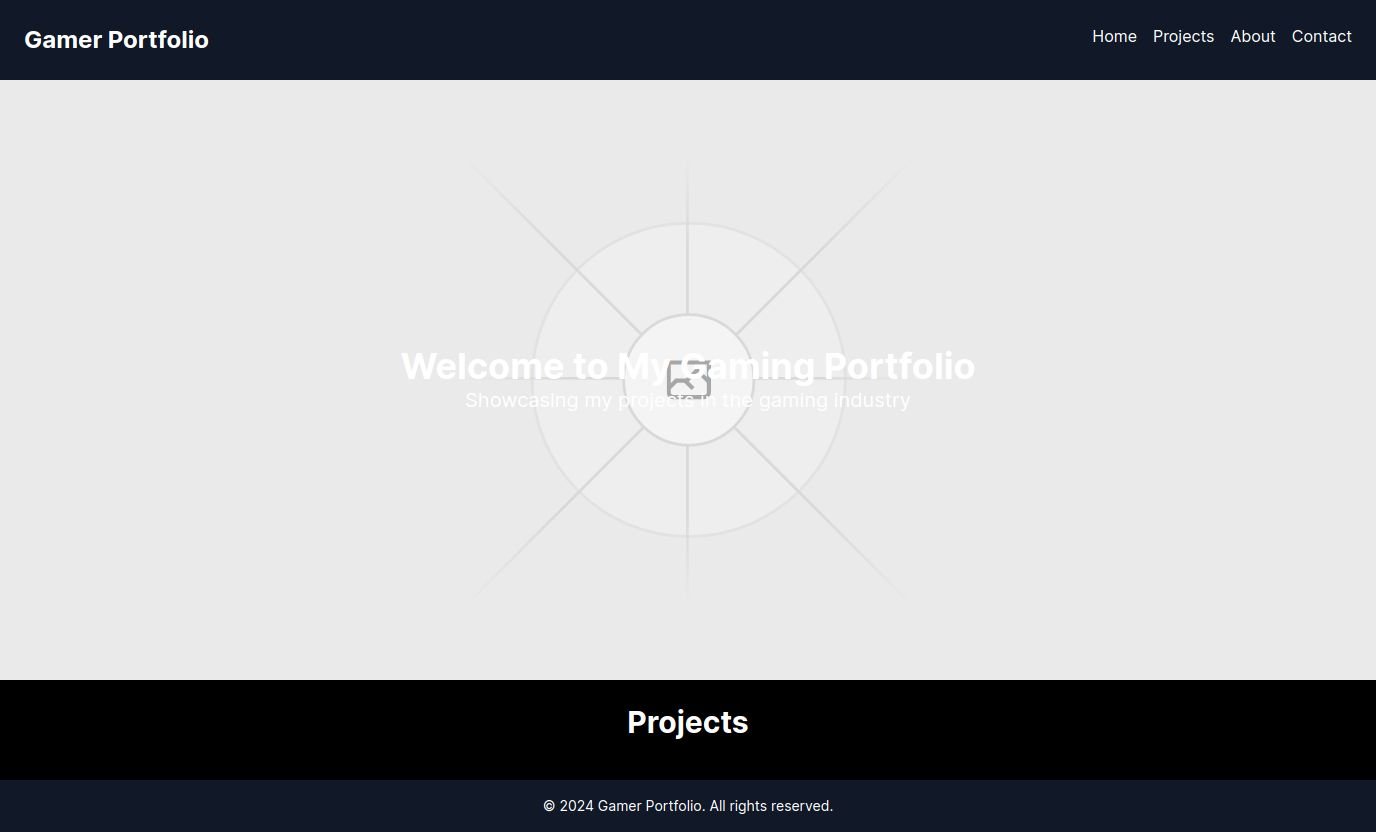 Gamer Portfolio
Home Projects About Contact
Welcome to My Gaming Portfolio
Showcasing my projects in the gaming industry
Projects
© 2024 Gamer Portfolio. All rights reserved.